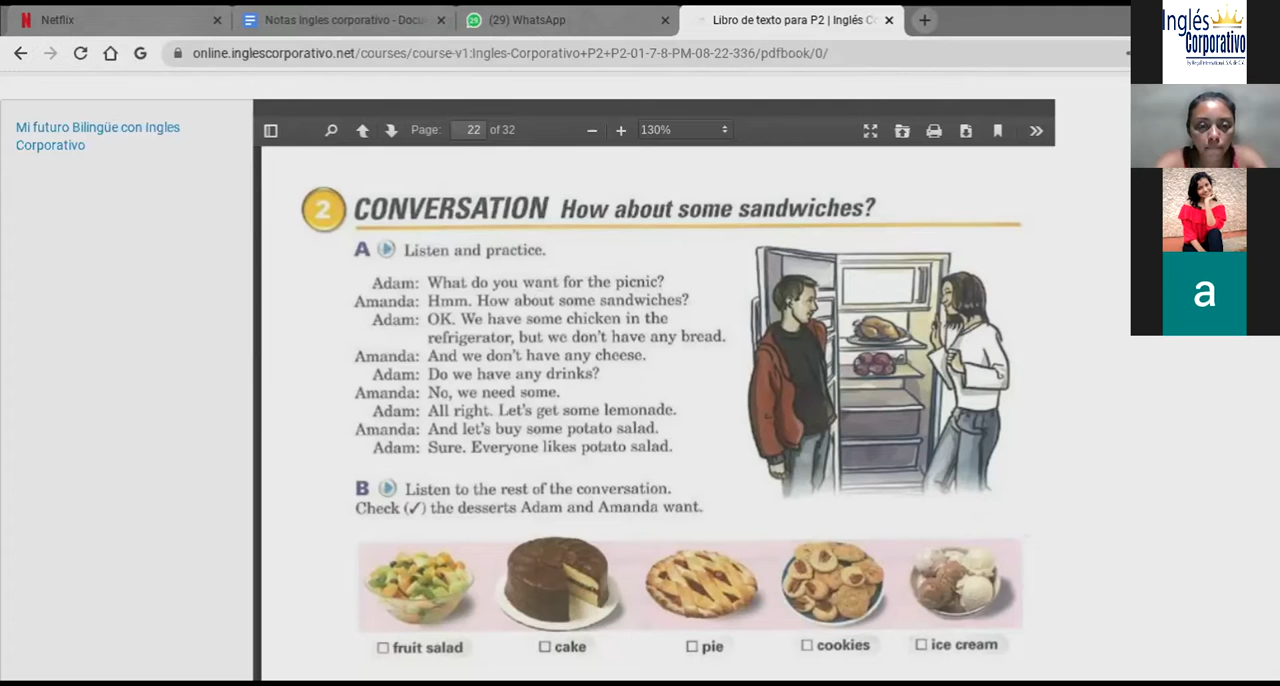 Netflix
Notas Ingles corporativo - Docu
(29) WhatsApp
Libro de texto para P2 | Inglés C
online.inglescorporativo.net/courses/course-v1:Ingles-Corporativo+P2+P2-01-7-8-PM-08-22-336/pdfbook/0/
Inglés
Corporativo
Mi futuro Bilingüe con Ingles
Corporativo
Page: 22 of 32
130%
2 CONVERSATION How about some sandwiches?
A Listen and practice.
Adam: What do you want for the picnic?
Amanda: Hmm. How about some sandwiches?
Adam: OK. We have some chicken in the
refrigerator, but we don't have any bread.
Amanda: And we don't have any cheese.
Adam: Do we have any drinks?
Amanda: No, we need some.
Adam: All right. Let's get some lemonade.
Amanda: And let's buy some potato salad.
Adam: Sure. Everyone likes potato salad.
B Listen to the rest of the conversation.
Check (✓) the desserts Adam and Amanda want.
fruit salad
cake
pie
cookies
ice cream
a